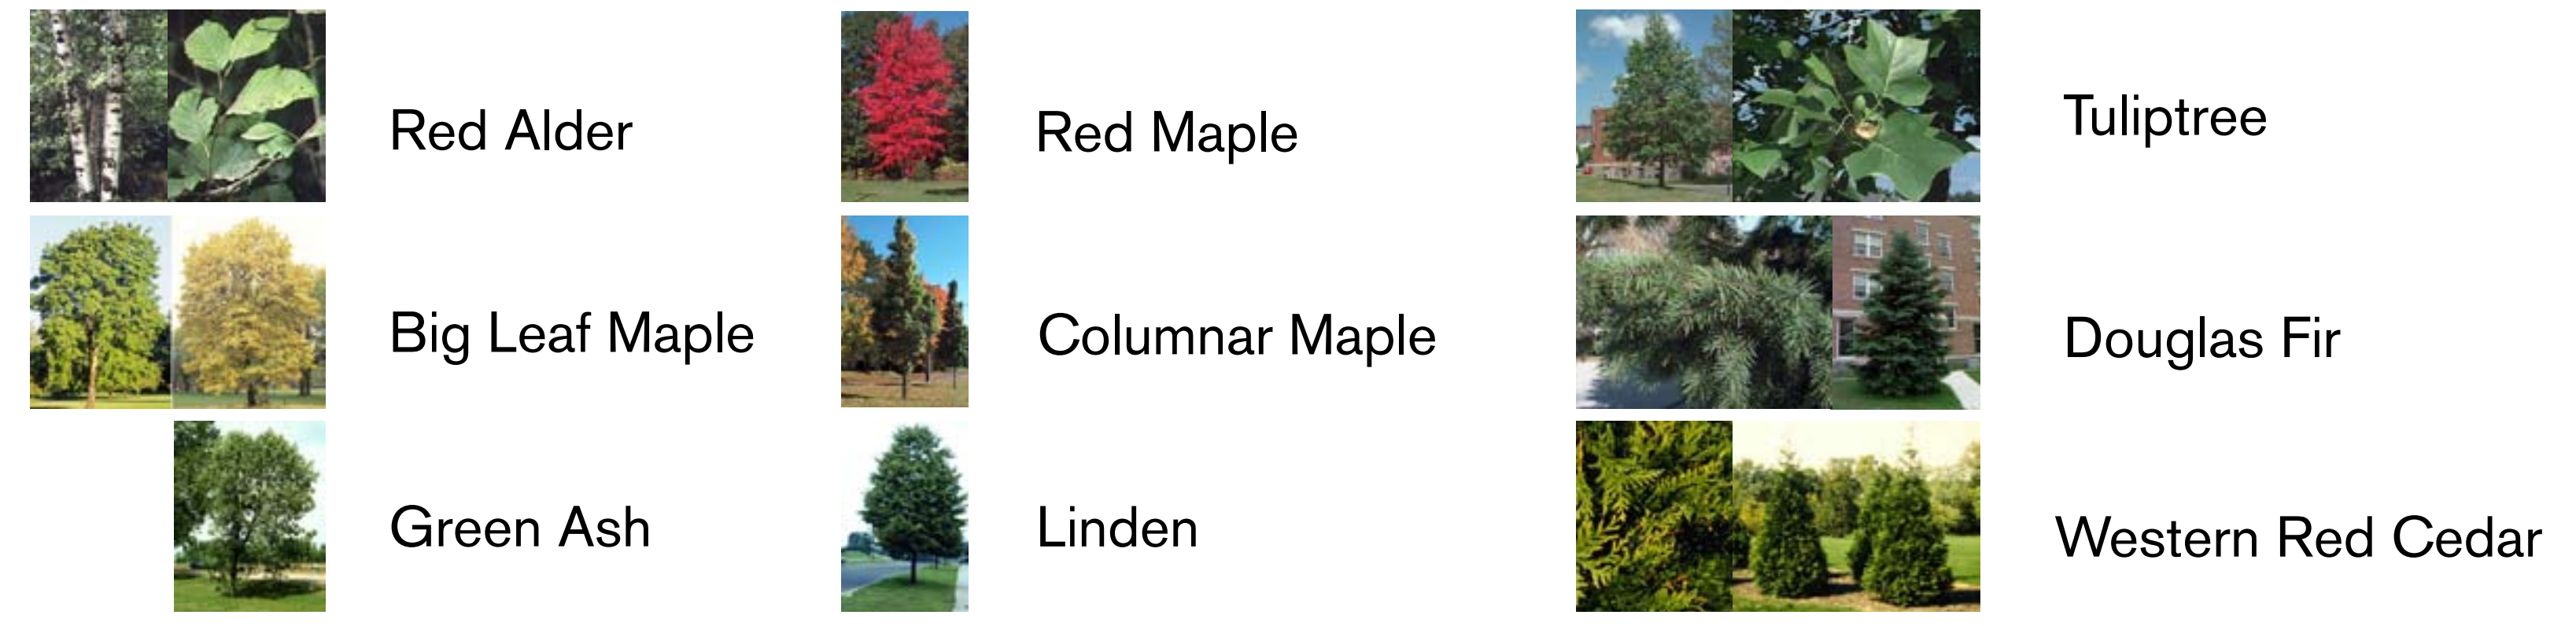 Red Alder
Red Maple
Tuliptree
Big Leaf Maple
Columnar Maple
Douglas Fir
Green Ash
Linden
Western Red Cedar